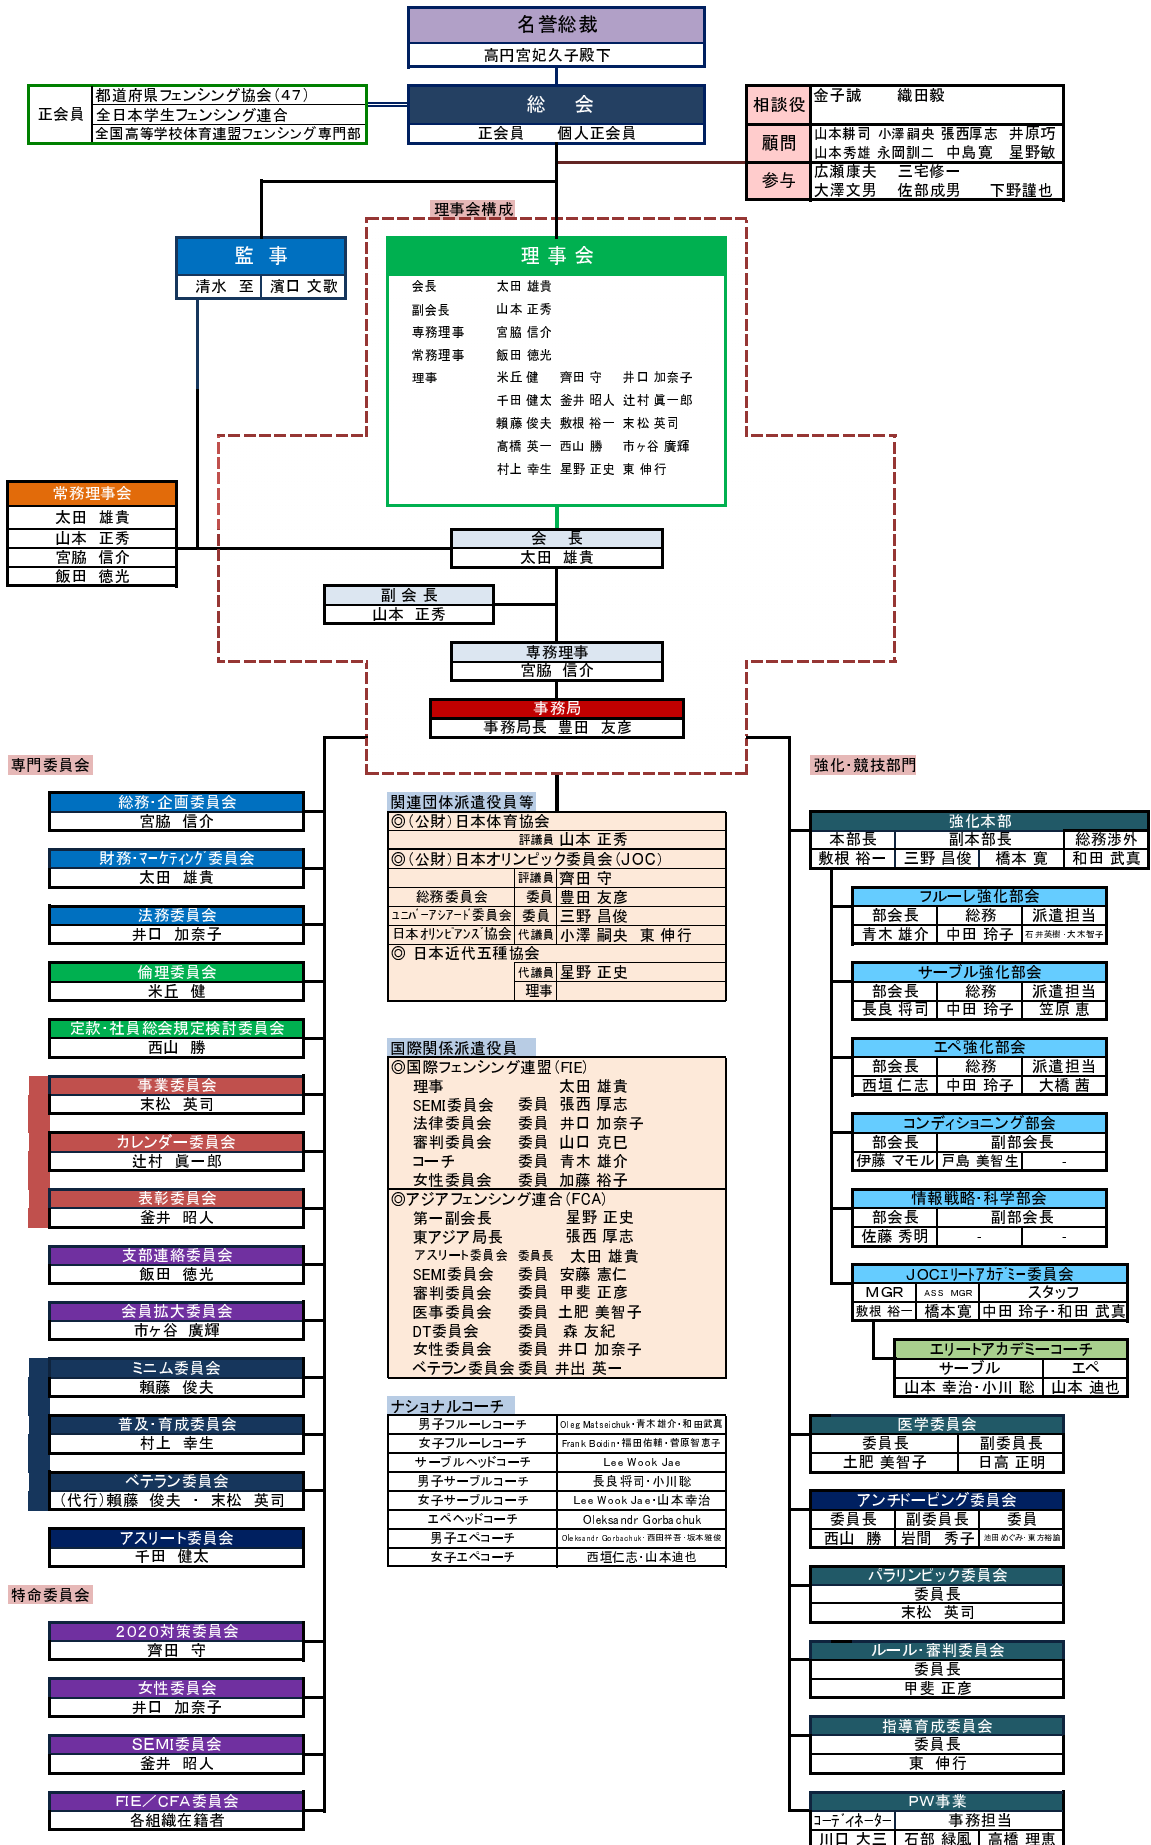 名誉総裁
高円宮妃久子殿下
正会員
都道府県フェンシング協会(47)
全日本学生フェンシング連合
全国高等学校体育連盟フェンシング専門部
総　会
正会員　個人正会員
相談役 金子誠　織田毅
顧問 山本耕司 小澤嗣央 張西厚志 井原巧
山本秀雄 永岡訓二 中島寛 星野敏
参与 広瀬康夫 三宅修一
大澤文男 佐部成男 下野謹也
理事会構成
監事
清水 至 濱口 文歌
理事会
会長 太田 雄貴
副会長 山本 正秀
専務理事 宮脇 信介
常務理事 飯田 徳光
理事 米丘 健 齊田 守 井口 加奈子
千田 健太 釜井 昭人 辻村 眞一郎
賴藤 俊夫 敷根 裕一 末松 英司
髙橋 英一 西山 勝 市ヶ谷 廣輝
村上 幸生 星野 正史 東 伸行
常務理事会
太田 雄貴
山本 正秀
宮脇 信介
飯田 徳光
会　長
太田 雄貴
副会長
山本 正秀
専務理事
宮脇 信介
事務局
事務局長 豊田 友彦
専門委員会
総務・企画委員会
宮脇 信介
財務・マーケティング委員会
太田 雄貴
法務委員会
井口 加奈子
倫理委員会
米丘 健
定款・社員総会規定検討委員会
西山 勝
事業委員会
末松 英司
カレンダー委員会
辻村 眞一郎
表彰委員会
釜井 昭人
支部連絡委員会
飯田 徳光
会員拡大委員会
市ヶ谷 廣輝
ミニム委員会
賴藤 俊夫
普及・育成委員会
村上 幸生
ベテラン委員会
(代行)賴藤 俊夫 ・ 末松 英司
アスリート委員会
千田 健太
特命委員会
2020対策委員会
齊田 守
女性委員会
井口 加奈子
SEMI委員会
釜井 昭人
FIE/CFA委員会
各組織在籍者
関連団体派遣役員等
◎(公財)日本体育協会
評議員 山本 正秀
◎(公財)日本オリンピック委員会(JOC)
評議員 齊田 守
総務委員会 委員 豊田 友彦
ユニバーアシアード委員会 委員 三野 昌俊
日本オリンピアンズ協会 代議員 小澤 嗣央 東 伸行
◎ 日本近代五種協会
代議員 星野 正史
理事
国際関係派遣役員
◎国際フェンシング連盟(FIE)
理事 太田 雄貴
SEMI委員会 委員 張西 厚志
法律委員会 委員 井口 加奈子
審判委員会 委員 山口 克巳
コーチ 委員 青木 雄介
女性委員会 委員 加藤 裕子
◎アジアフェンシング連合(FCA)
第一副会長 星野 正史
東アジア局長 張西 厚志
アスリート委員会 委員長 太田 雄貴
SEMI委員会 委員 安藤 憲仁
審判委員会 委員 甲斐 正彦
医事委員会 委員 土肥 美智子
DT委員会 委員 森 友紀
女性委員会 委員 井口 加奈子
ベテラン委員会 委員 井出 英一
ナショナルコーチ
男子フルーレコーチ Oleg Matseichuk・青木雄介・和田武真
女子フルーレコーチ Frank Boidin・福田佑輔・菅原智恵子
サーブルヘッドコーチ Lee Wook Jae
男子サーブルコーチ 長良将司・小川聡
女子サーブルコーチ Lee Wook Jae・山本幸治
エペヘッドコーチ Oleksandr Gorbachuk
男子エペコーチ Oleksandr Gorbachuk・西田祥吾・坂本雅俊
女子エペコーチ 西垣仁志・山本迪也
強化・競技部門
強化本部
本部長 副本部長 総務渉外
敷根 裕一 三野 昌俊 橋本 寛 和田 武真
フルーレ強化部会
部会長 総務 派遣担当
青木 雄介 中田 玲子 石井英樹・大木智子
サーブル強化部会
部会長 総務 派遣担当
長良 将司 中田 玲子 笠原 恵
エペ強化部会
部会長 総務 派遣担当
西垣 仁志 中田 玲子 大橋 茜
コンディショニング部会
部会長 副部会長
伊藤 マモル 戸島 美智生 -
情報戦略・科学部会
部会長 副部会長
佐藤 秀明 - -
JOCエリートアカデミー委員会
MGR ASS MGR スタッフ
敷根 裕一 橋本寛 中田 玲子・和田 武真
エリートアカデミーコーチ
サーブル エペ
山本 幸治・小川 聡 山本 迪也
医学委員会
委員長 副委員長
土肥 美智子 日高 正明
アンチドーピング委員会
委員長 副委員長 委員
西山 勝 岩間 秀子 池田めぐみ・東方裕論
パラリンピック委員会
委員長
末松 英司
ルール・審判委員会
委員長
甲斐 正彦
指導育成委員会
委員長
東 伸行
PW事業
コーディネーター 事務担当
川口 大三 石部 緑風 高橋 理恵